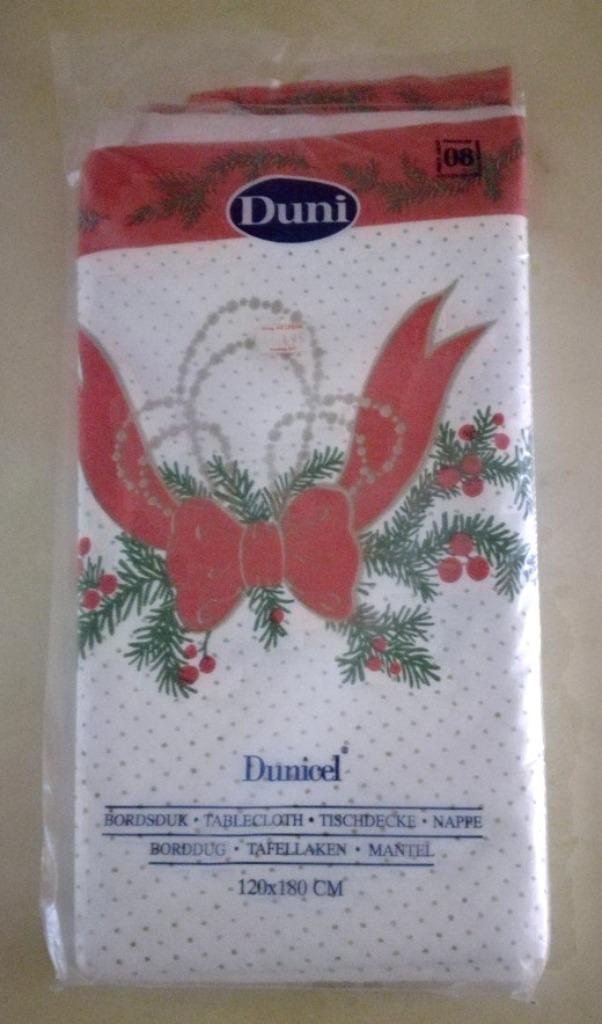 08
Duni
Dunicel®
BORDSDUK • TABLECLOTH • TISCHDECKE • NAPPE
BORDDUG • TAFELLAKEN • MANTEL
120x180 CM